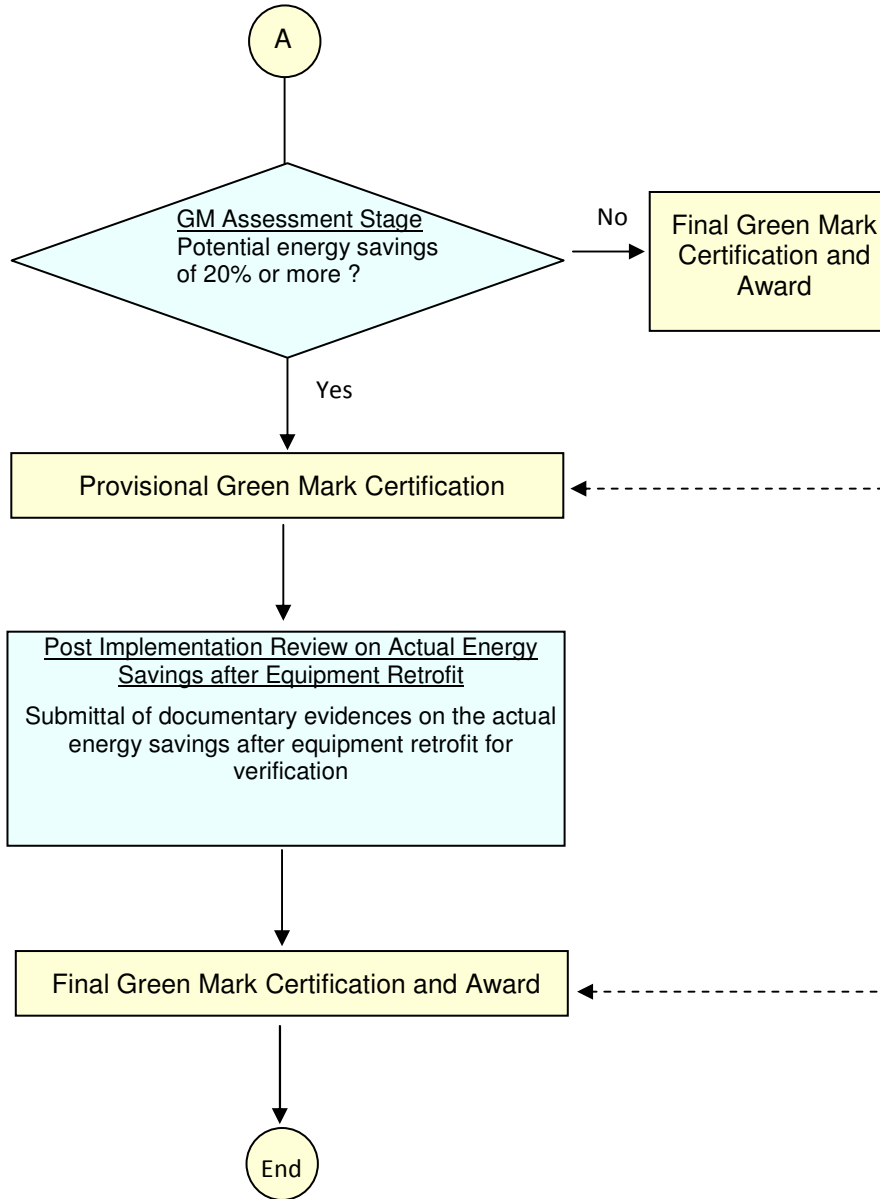 A
GM Assessment Stage
Potential energy savings
of 20% or more ?
No
Final Green Mark
Certification and
Award
Yes
Provisional Green Mark Certification
Post Implementation Review on Actual Energy
Savings after Equipment Retrofit
Submittal of documentary evidences on the actual
energy savings after equipment retrofit for
verification
Final Green Mark Certification and Award
End